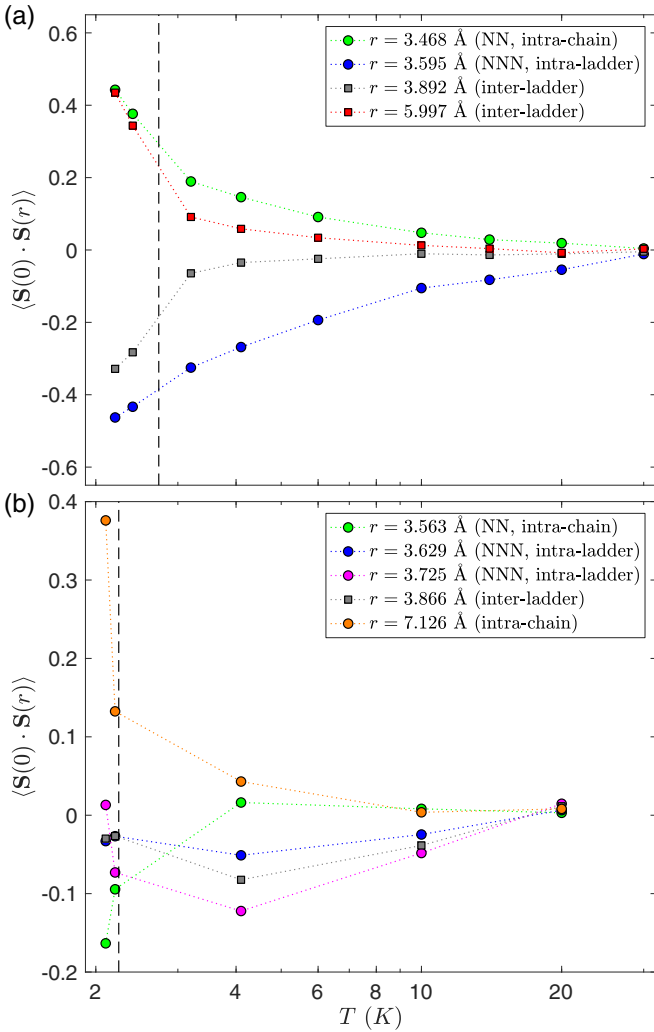 (a)
0.6
0.4
0.2
0
-0.2
-0.4
-0.6
⟨S(0) · S(r)⟩
r = 3.468 Å (NN, intra-chain)
r = 3.595 Å (NNN, intra-ladder)
r = 3.892 Å (inter-ladder)
r = 5.997 Å (inter-ladder)
(b)
0.4
0.3
0.2
0.1
0
-0.1
-0.2
⟨S(0) · S(r)⟩
r = 3.563 Å (NN, intra-chain)
r = 3.629 Å (NNN, intra-ladder)
r = 3.725 Å (NNN, intra-ladder)
r = 3.866 Å (inter-ladder)
r = 7.126 Å (intra-chain)
2 4 6 8 10 20
T (K)